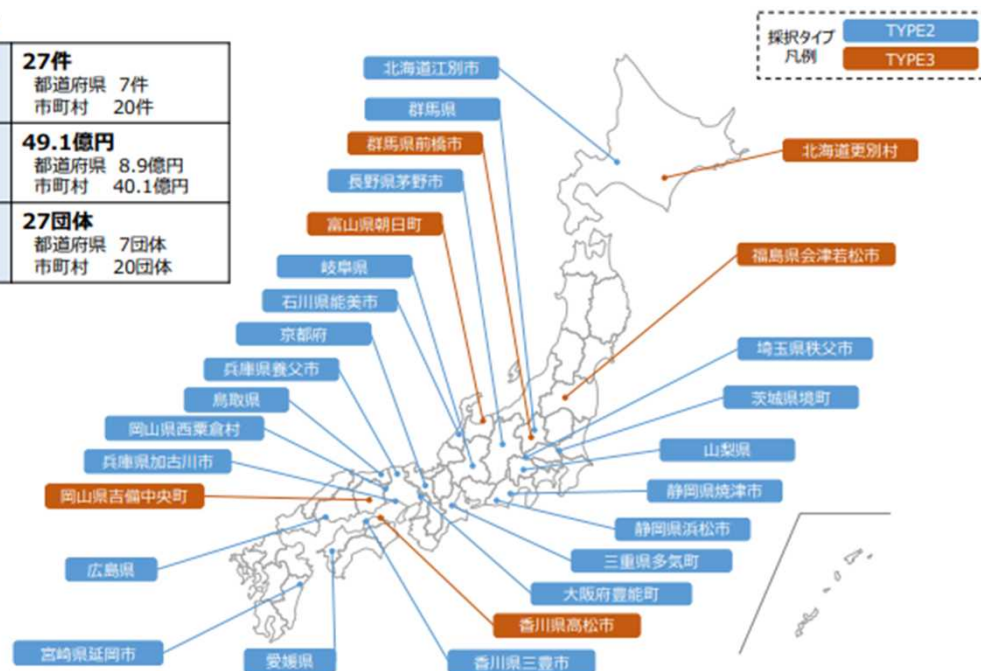 27件
都道府県 7件
市町村 20件
49.1億円
都道府県 8.9億円
市町村 40.1億円
27団体
都道府県 7団体
市町村 20団体
採択タイプ
凡例
TYPE2
TYPE3
北海道江別市
群馬県
群馬県前橋市
北海道更別村
長野県茅野市
富山県朝日町
福島県会津若松市
岐阜県
石川県能美市
京都府
埼玉県秩父市
兵庫県養父市
茨城県境町
鳥取県
岡山県西粟倉村
山梨県
兵庫県加古川市
静岡県焼津市
岡山県吉備中央町
静岡県浜松市
三重県多気町
広島県
大阪府豊能町
香川県高松市
宮崎県延岡市
愛媛県
香川県三豊市